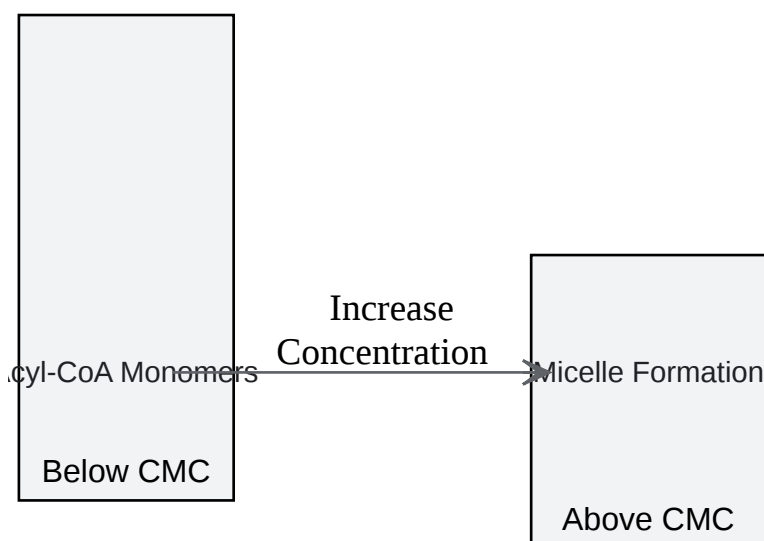 Increase
Concentration
cyl-CoA Monomers
Micelle Formation
Below CMC
Above CMC